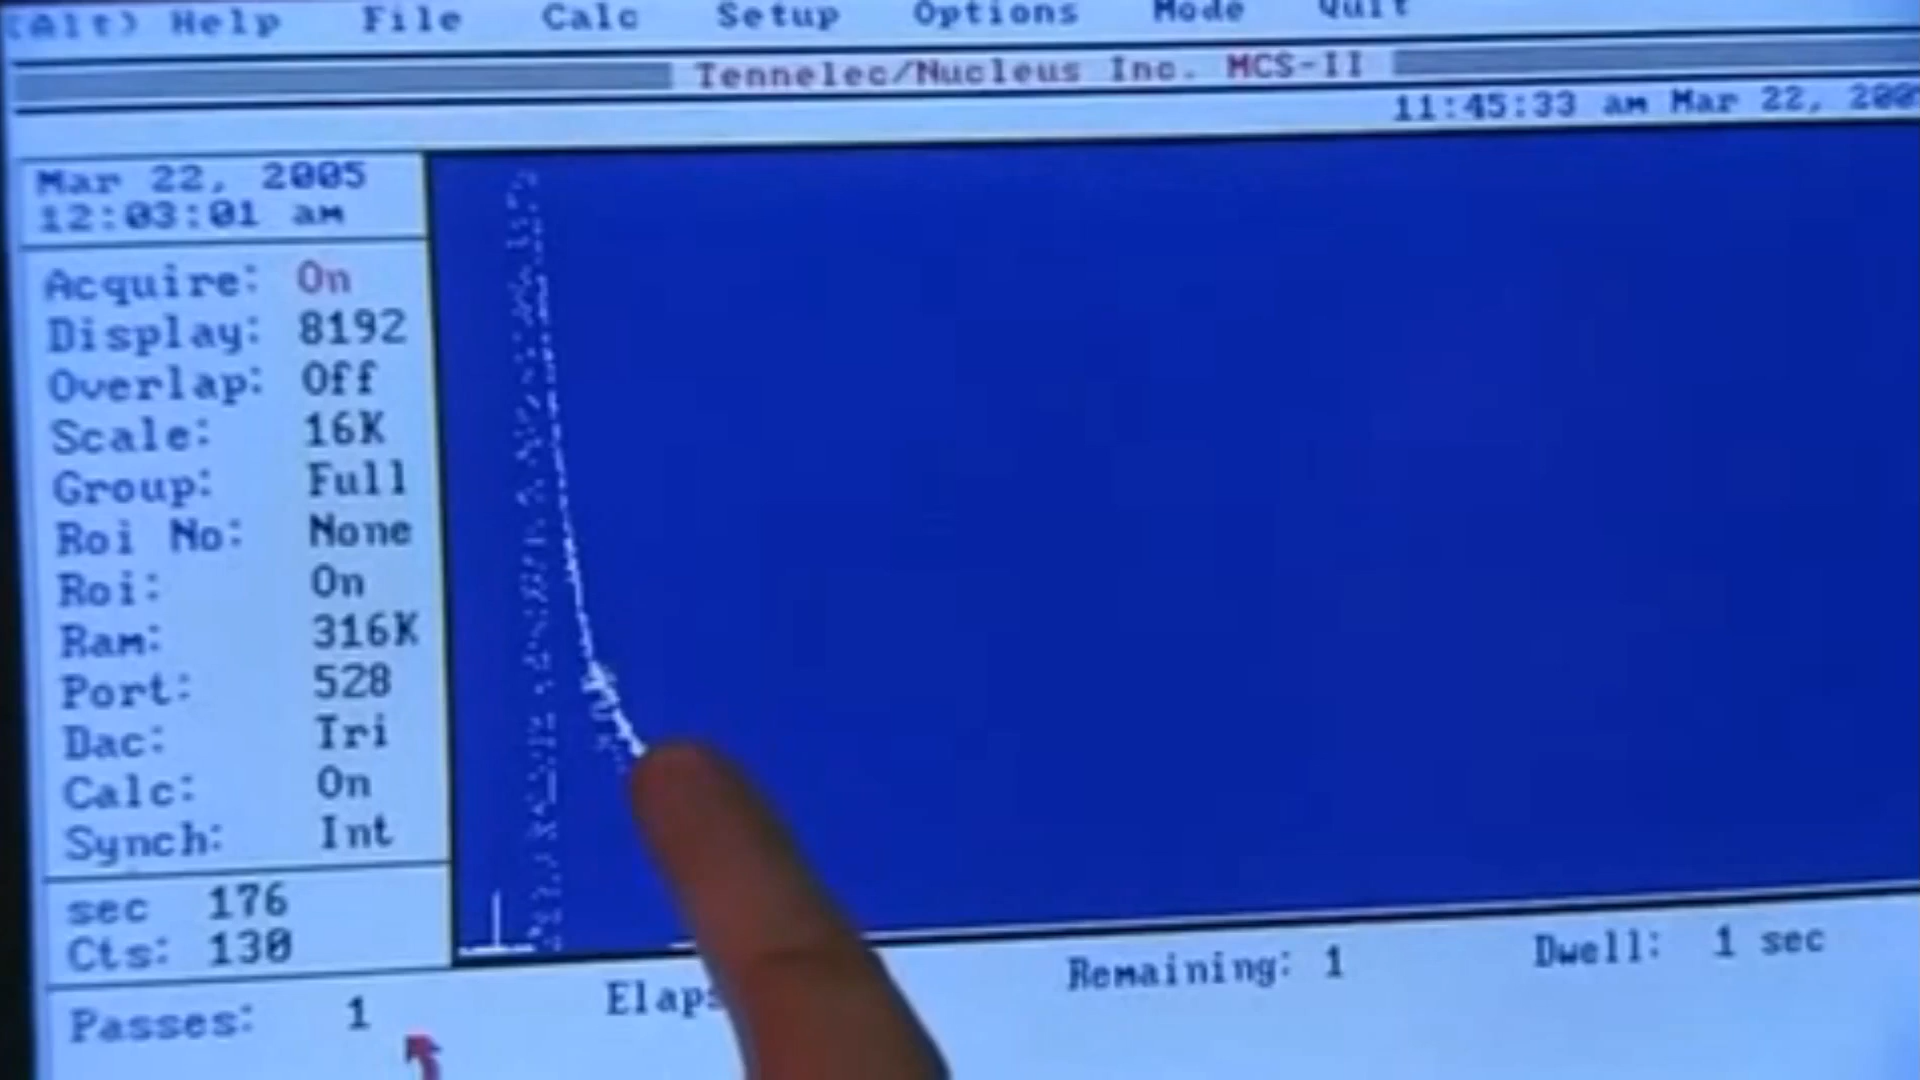 (Alt) Help File Calc Setup Options Mode Quit
Tennelec/Nucleus Inc. MCS-II
11:45:33 am Mar 22, 200
Mar 22, 2005
12:03:01 am
Acquire: On
Display: 8192
Overlap: Off
Scale: 16K
Group: Full
Roi No: None
Roi: On
Ram: 316K
Port: 528
Dac: Tri
Calc: On
Synch: Int
sec 176
Cts: 130
Passes: 1 Elaps Remaining: 1 Dwell: 1 sec